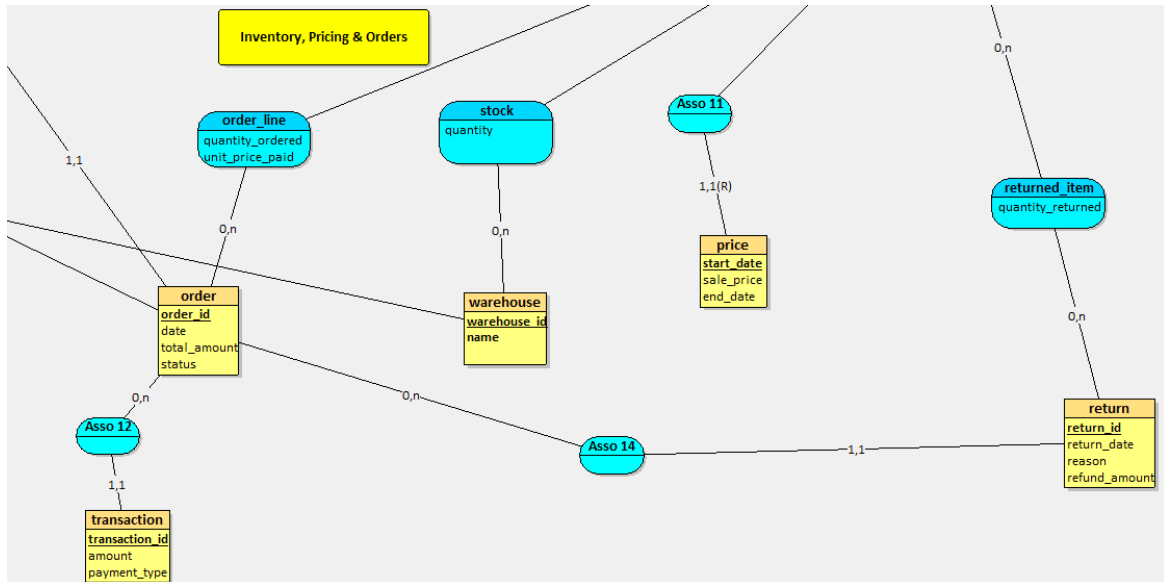 Inventory, Pricing & Orders
0,n
order_line
quantity_ordered
unit_price_paid
stock
quantity
Asso 11
1,1
1,1(R)
returned_item
quantity_returned
0,n
0,n
price
start_date
sale_price
end_date
order
order_id
date
total_amount
status
warehouse
warehouse_id
name
0,n
0,n
0,n
return
return_id
return_date
reason
refund_amount
Asso 12
Asso 14
1,1
1,1
transaction
transaction_id
amount
payment_type